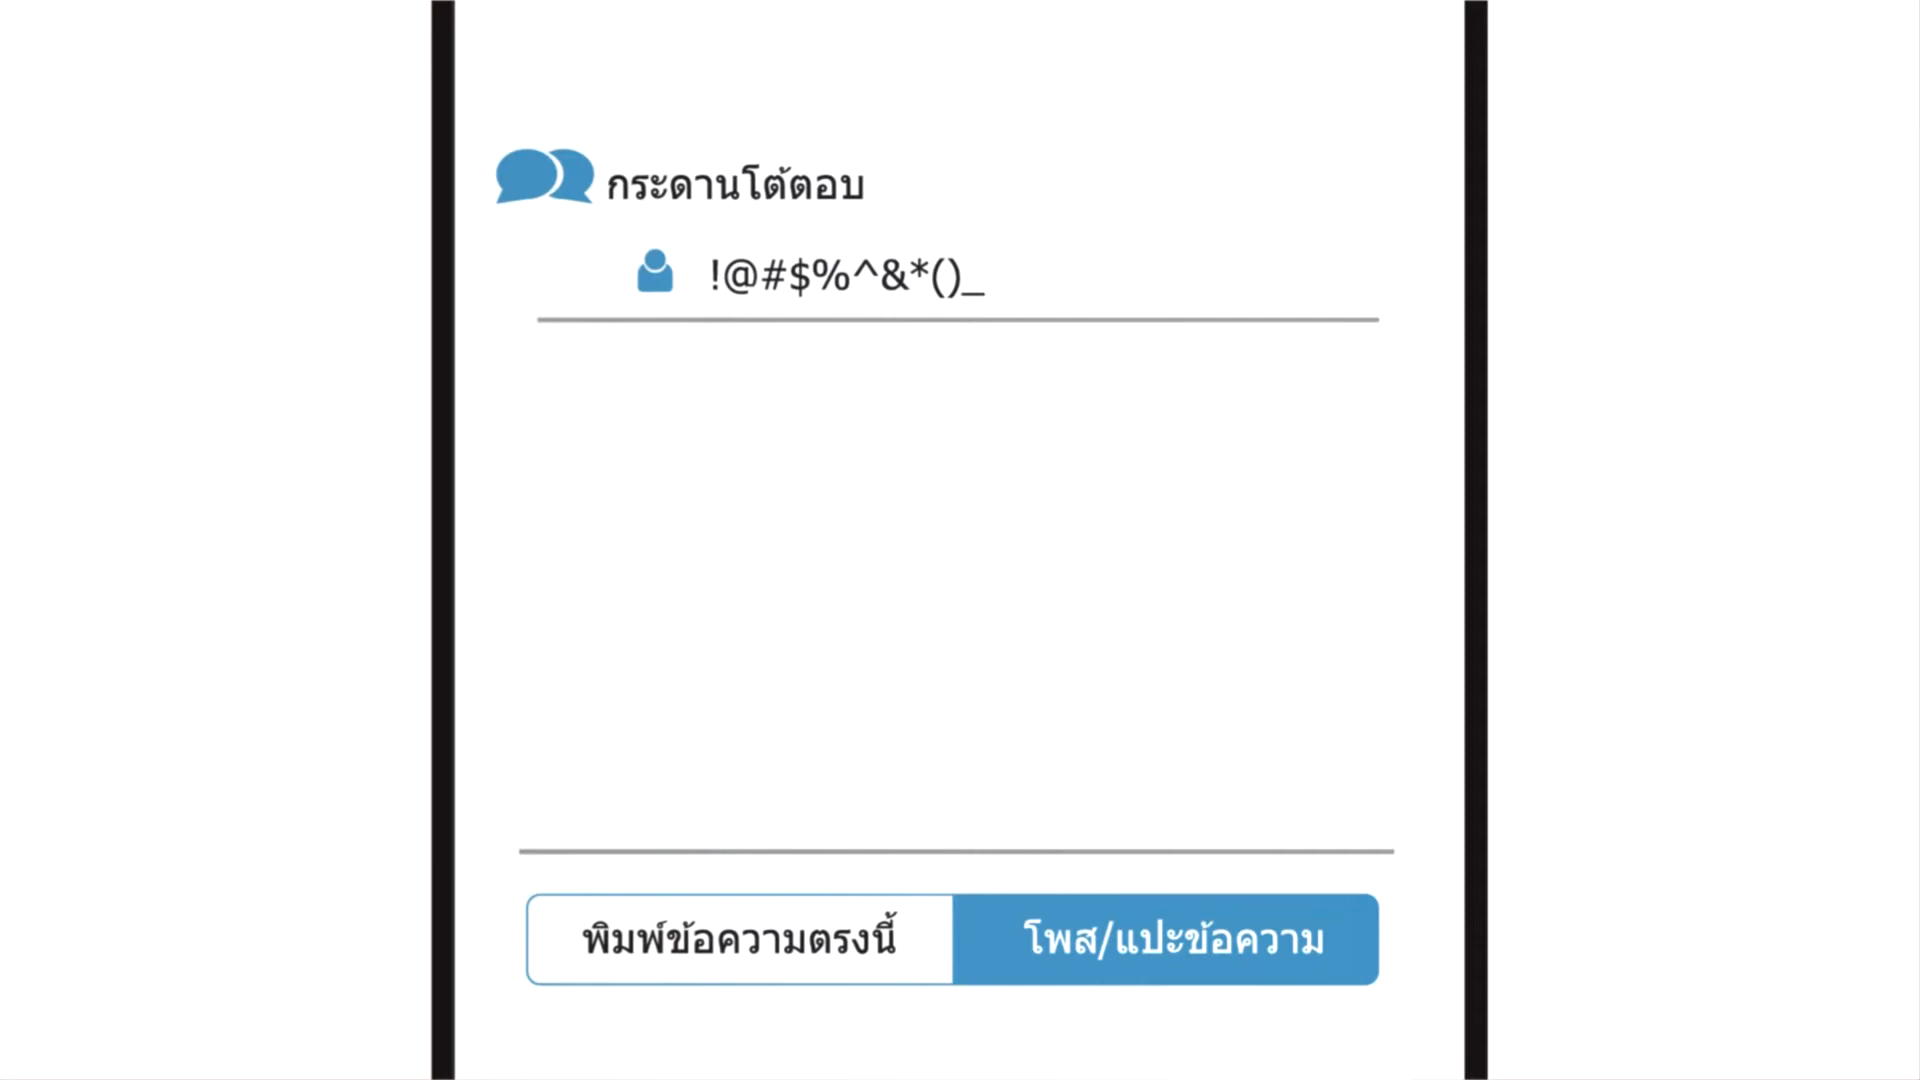 กระดานโต้ตอบ
!@#$%^&*()_
พิมพ์ข้อความตรงนี้
โพส/แปะข้อความ